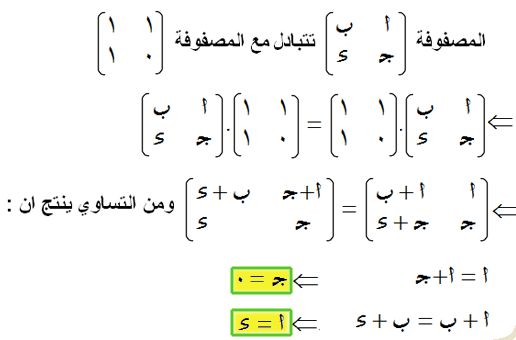 أ ب ١ ١
المصفوفة تتبادل مع المصفوفة
جـ ء ٠ ١
أ ب ١ ١ ١ ١ أ ب
⇐ . = .
جـ ء ٠ ١ ٠ ١ جـ ء
أ أ + ب أ + جـ ب + ء
⇐ = ومن التساوي ينتج ان :
جـ جـ + ء جـ ء
أ = أ + جـ ⇐ جـ = ٠
أ + ب = ب + ء ⇐ أ = ء